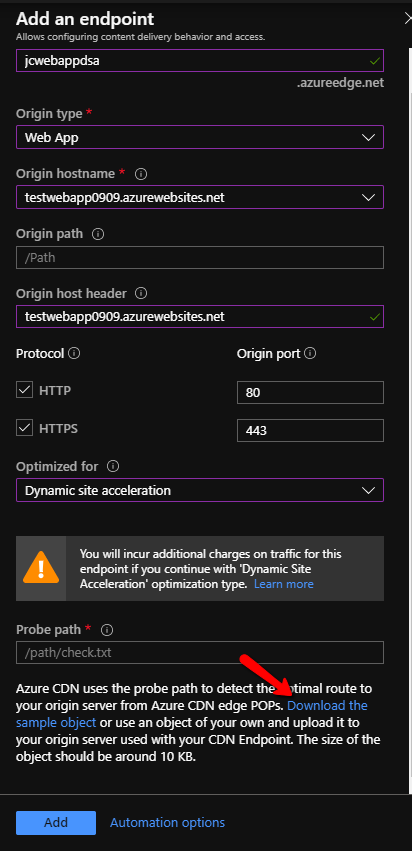 Add an endpoint
Allows configuring content delivery behavior and access.
jcwebappdsa
.azureedge.net
Origin type *
Web App
Origin hostname *
testwebapp0909.azurewebsites.net
Origin path
/Path
Origin host header
testwebapp0909.azurewebsites.net
Protocol Origin port
HTTP 80
HTTPS 443
Optimized for
Dynamic site acceleration
You will incur additional charges on traffic for this
endpoint if you continue with 'Dynamic Site
Acceleration' optimization type. Learn more
Probe path *
/path/check.txt
Azure CDN uses the probe path to detect the optimal route to
your origin server from Azure CDN edge POPs. Download the
sample object or use an object of your own and upload it to
your origin server used with your CDN Endpoint. The size of the
object should be around 10 KB.
Add Automation options